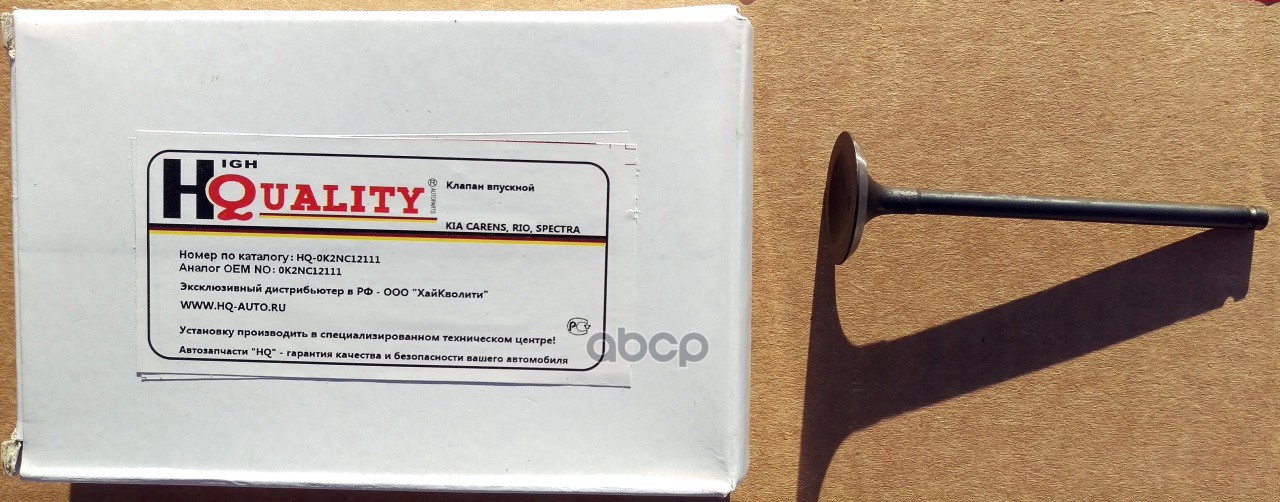 HIGH
QUALITY
AUTOPARTS
Клапан впускной
KIA CARENS, RIO, SPECTRA
Номер по каталогу: HQ-0K2NC12111
Аналог OEM NO: 0K2NC12111
Эксклюзивный дистрибьютер в РФ - ООО "ХайКволити"
WWW.HQ-AUTO.RU
Установку производить в специализированном техническом центре!
Автозапчасти "HQ" - гарантия качества и безопасности вашего автомобиля
abcp